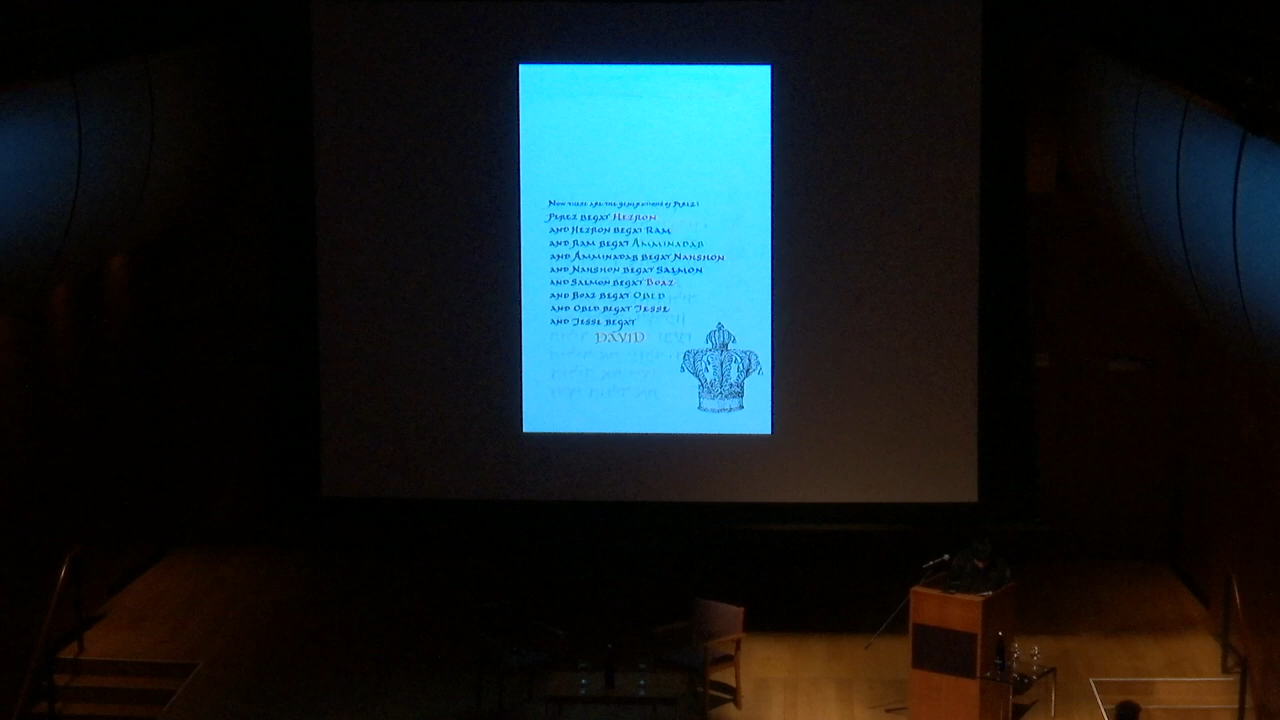 Now these are the generations of Perez:
Perez begat Hezron
and Hezron begat Ram
and Ram begat Amminadab
and Amminadab begat Nahshon
and Nahshon begat Salmon
and Salmon begat Boaz
and Boaz begat Obed
and Obed begat Jesse
and Jesse begat
DAVID